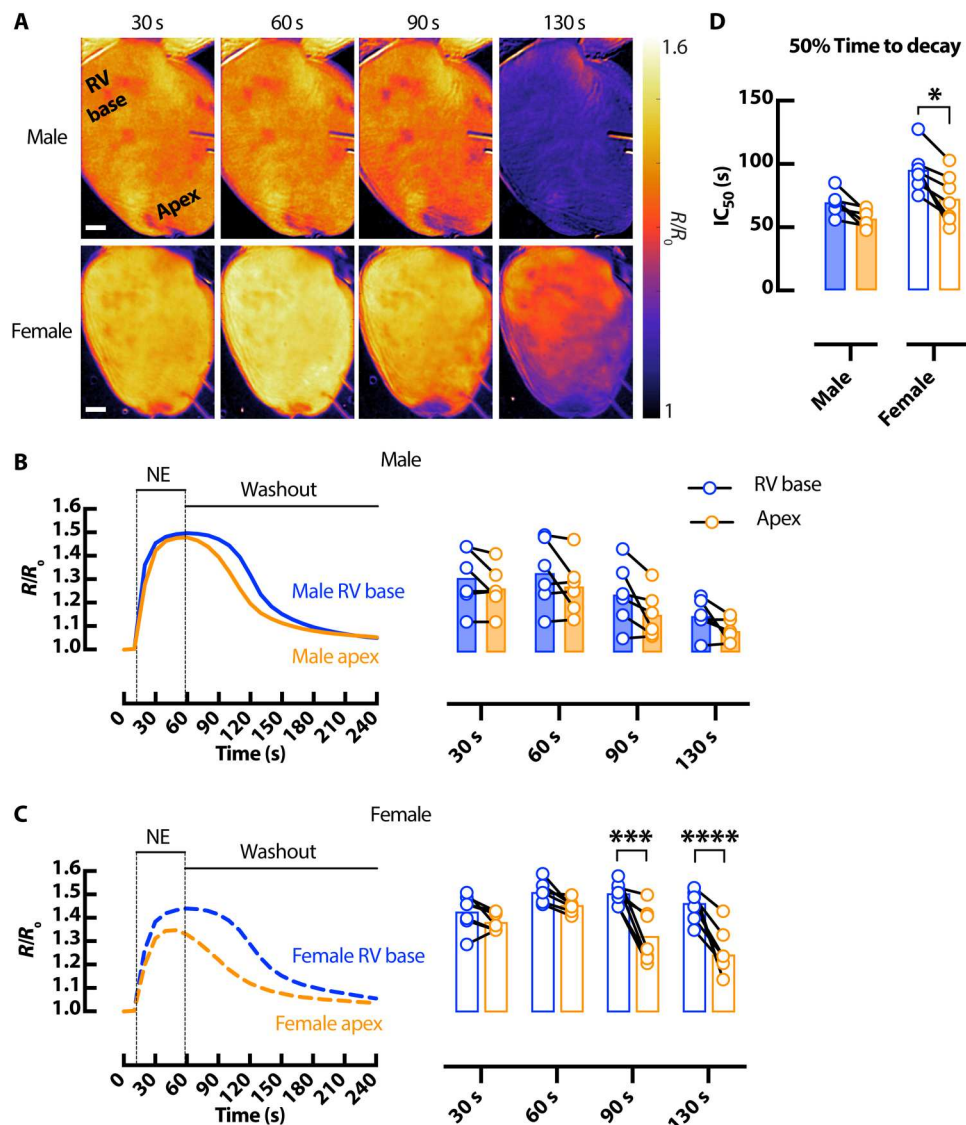 A
30 s
60 s
90 s
130 s
Male
RV
base
Apex
Female
1.6
R/R0
1
D
50% Time to decay
IC50 (s)
150
100
50
0
*
Male
Female
B
Male
NE
Washout
R/R0
1.6
1.5
1.4
1.3
1.2
1.1
1.0
Male RV base
Male apex
0
30
60
90
120
150
180
210
240
Time (s)
30 s
60 s
90 s
130 s
RV base
Apex
C
Female
NE
Washout
R/R0
1.6
1.5
1.4
1.3
1.2
1.1
1.0
Female RV base
Female apex
0
30
60
90
120
150
180
210
240
Time (s)
***
****
30 s
60 s
90 s
130 s